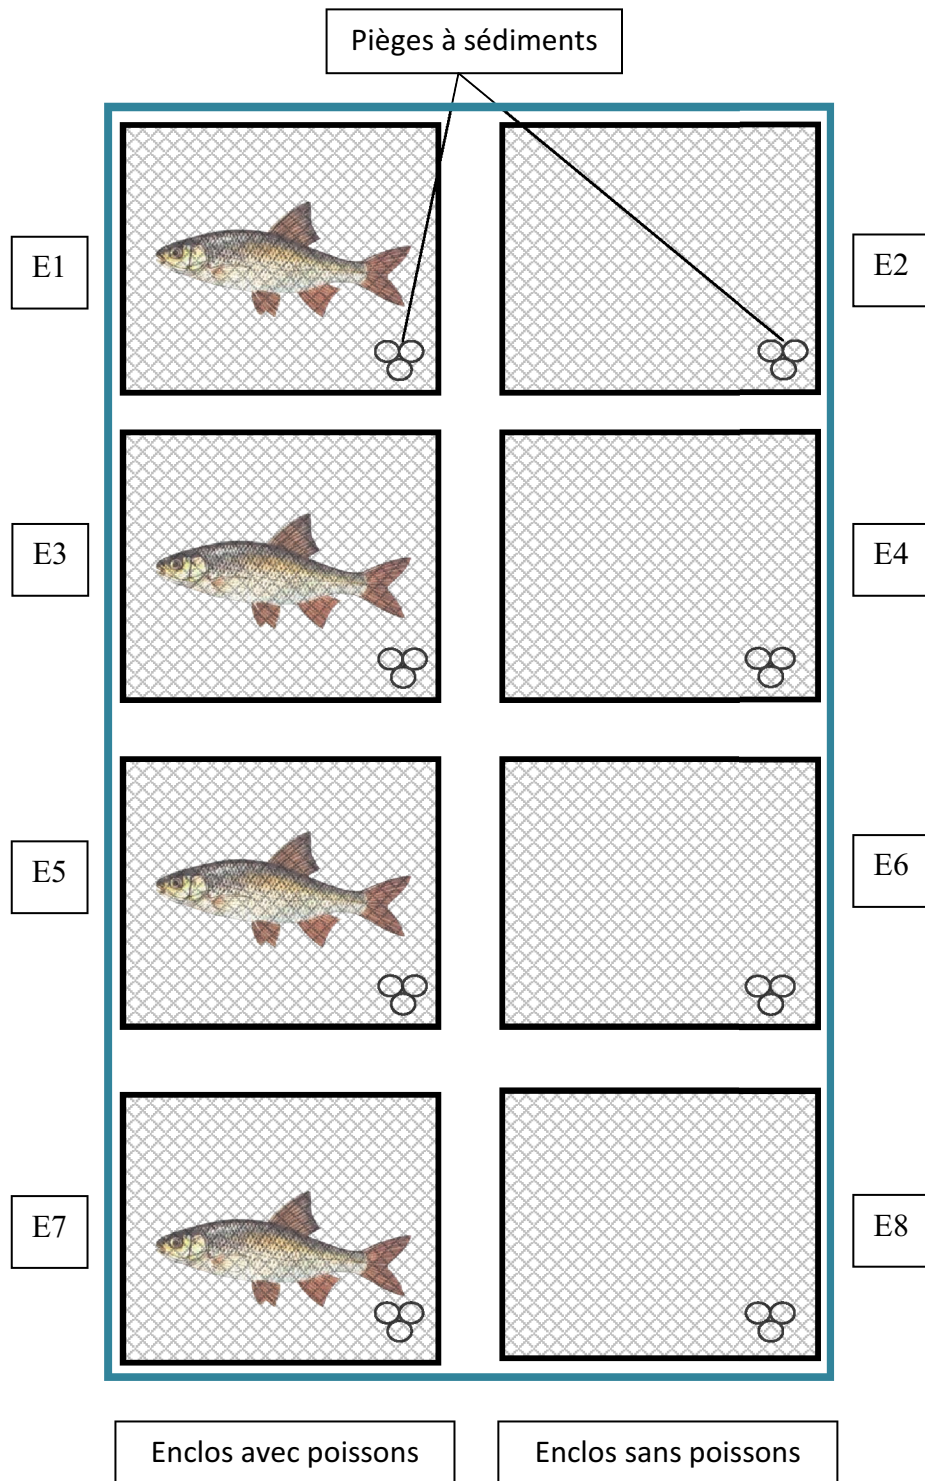 Pièges à sédiments
E1
E2
E3
E4
E5
E6
E7
E8
Enclos avec poissons
Enclos sans poissons